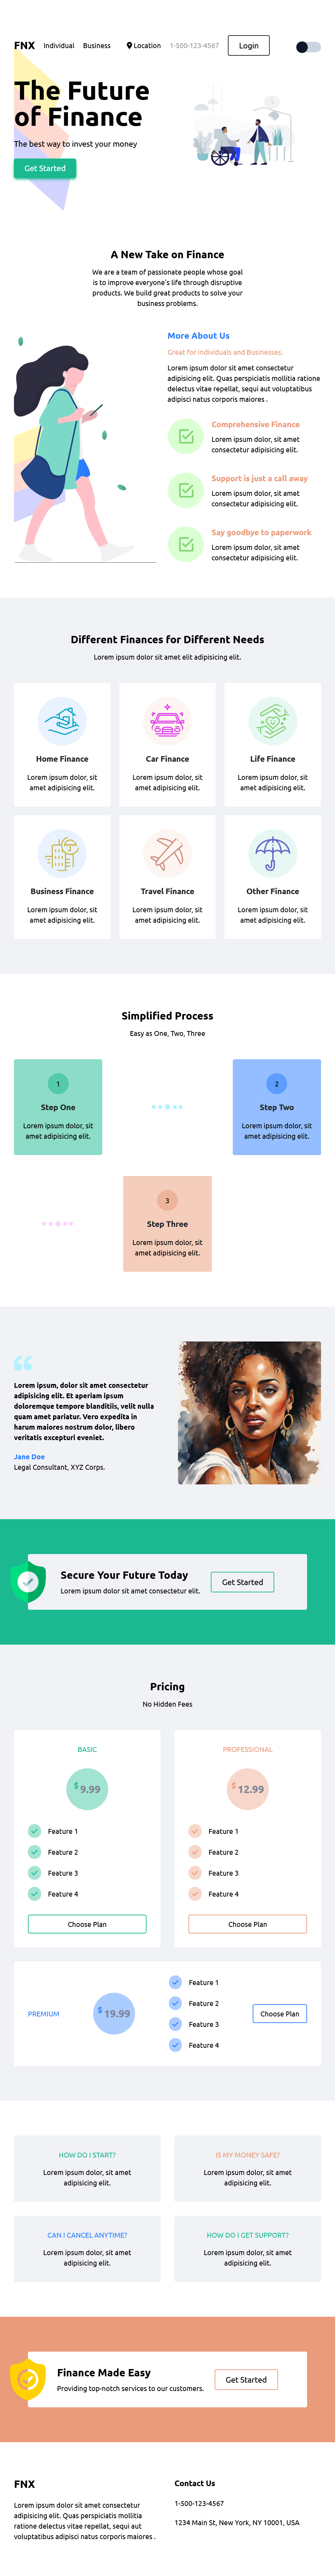 FNX Individual Business Location 1-500-123-4567 Login
The Future
of Finance
The best way to invest your money
Get Started
A New Take on Finance
We are a team of passionate people whose goal
is to improve everyone's life through disruptive
products. We build great products to solve your
business problems.
More About Us
Great for individuals and Businesses.
Lorem ipsum dolor sit amet consectetur
adipisicing elit. Quas perspiciatis mollitia ratione
delectus vitae repellat, sequi aut voluptatibus
adipisci natus corporis maiores .
Comprehensive Finance
Lorem ipsum dolor, sit amet
consectetur adipisicing elit.
Support is just a call away
Lorem ipsum dolor, sit amet
consectetur adipisicing elit.
Say goodbye to paperwork
Lorem ipsum dolor, sit amet
consectetur adipisicing elit.
Different Finances for Different Needs
Lorem ipsum dolor sit amet elit adipisicing elit.
Home Finance
Lorem ipsum dolor, sit
amet adipisicing elit.
Car Finance
Lorem ipsum dolor, sit
amet adipisicing elit.
Life Finance
Lorem ipsum dolor, sit
amet adipisicing elit.
Business Finance
Lorem ipsum dolor, sit
amet adipisicing elit.
Travel Finance
Lorem ipsum dolor, sit
amet adipisicing elit.
Other Finance
Lorem ipsum dolor, sit
amet adipisicing elit.
Simplified Process
Easy as One, Two, Three
1
Step One
Lorem ipsum dolor, sit
amet adipisicing elit.
2
Step Two
Lorem ipsum dolor, sit
amet adipisicing elit.
3
Step Three
Lorem ipsum dolor, sit
amet adipisicing elit.
“
Lorem ipsum, dolor sit amet consectetur
adipisicing elit. Et aperiam ipsum
doloremque tempore blanditiis, velit nulla
quam amet pariatur. Vero expedita in
harum maiores nostrum dolor, libero
veritatis excepturi eveniet.
Jane Doe
Legal Consultant, XYZ Corps.
Secure Your Future Today
Lorem ipsum dolor sit amet consectetur elit.
Get Started
Pricing
No Hidden Fees
BASIC
$ 9.99
Feature 1
Feature 2
Feature 3
Feature 4
Choose Plan
PROFESSIONAL
$ 12.99
Feature 1
Feature 2
Feature 3
Feature 4
Choose Plan
PREMIUM
$ 19.99
Feature 1
Feature 2
Feature 3
Feature 4
Choose Plan
HOW DO I START?
Lorem ipsum dolor, sit amet
adipisicing elit.
IS MY MONEY SAFE?
Lorem ipsum dolor, sit amet
adipisicing elit.
CAN I CANCEL ANYTIME?
Lorem ipsum dolor, sit amet
adipisicing elit.
HOW DO I GET SUPPORT?
Lorem ipsum dolor, sit amet
adipisicing elit.
Finance Made Easy
Providing top-notch services to our customers.
Get Started
FNX
Lorem ipsum dolor sit amet consectetur
adipisicing elit. Quas perspiciatis mollitia
ratione delectus vitae repellat, sequi aut
voluptatibus adipisci natus corporis maiores .
Contact Us
1-500-123-4567
1234 Main St, New York, NY 10001, USA